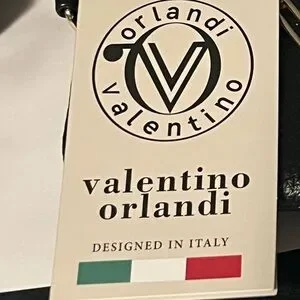 orlandi
V
valentino
valentino
orlandi
DESIGNED IN ITALY